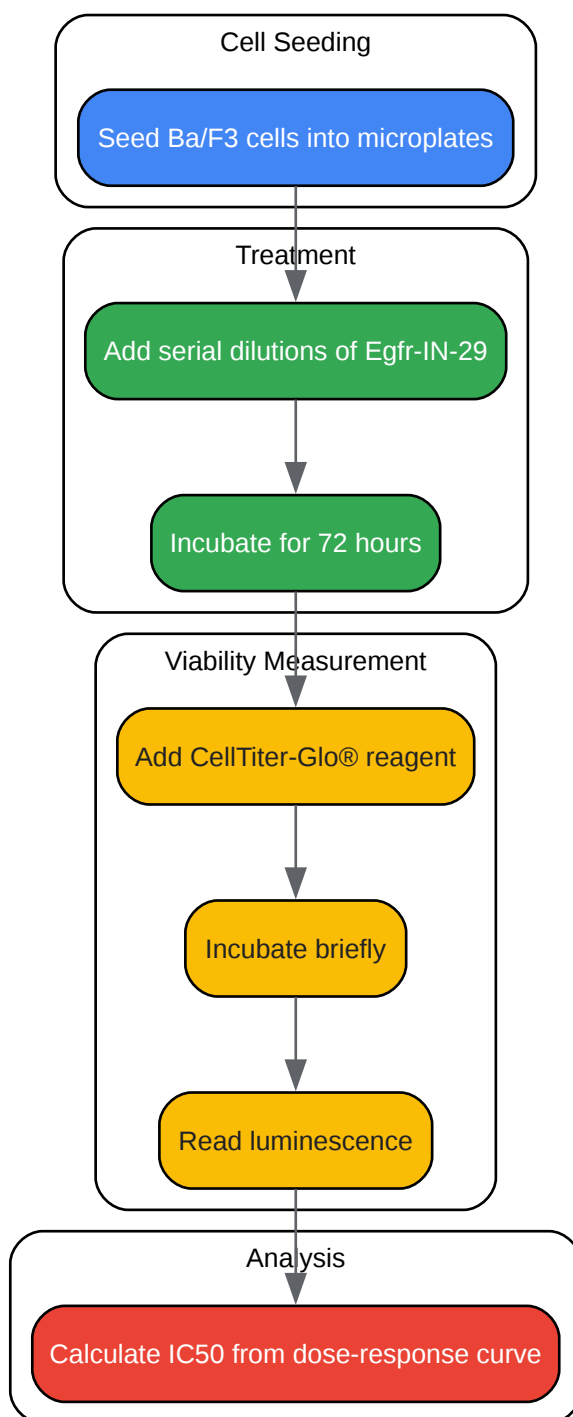 Cell Seeding
Seed Ba/F3 cells into microplates
Treatment
Add serial dilutions of Egfr-IN-29
Incubate for 72 hours
Viability Measurement
Add CellTiter-Glo® reagent
Incubate briefly
Read luminescence
Analysis
Calculate IC50 from dose-response curve